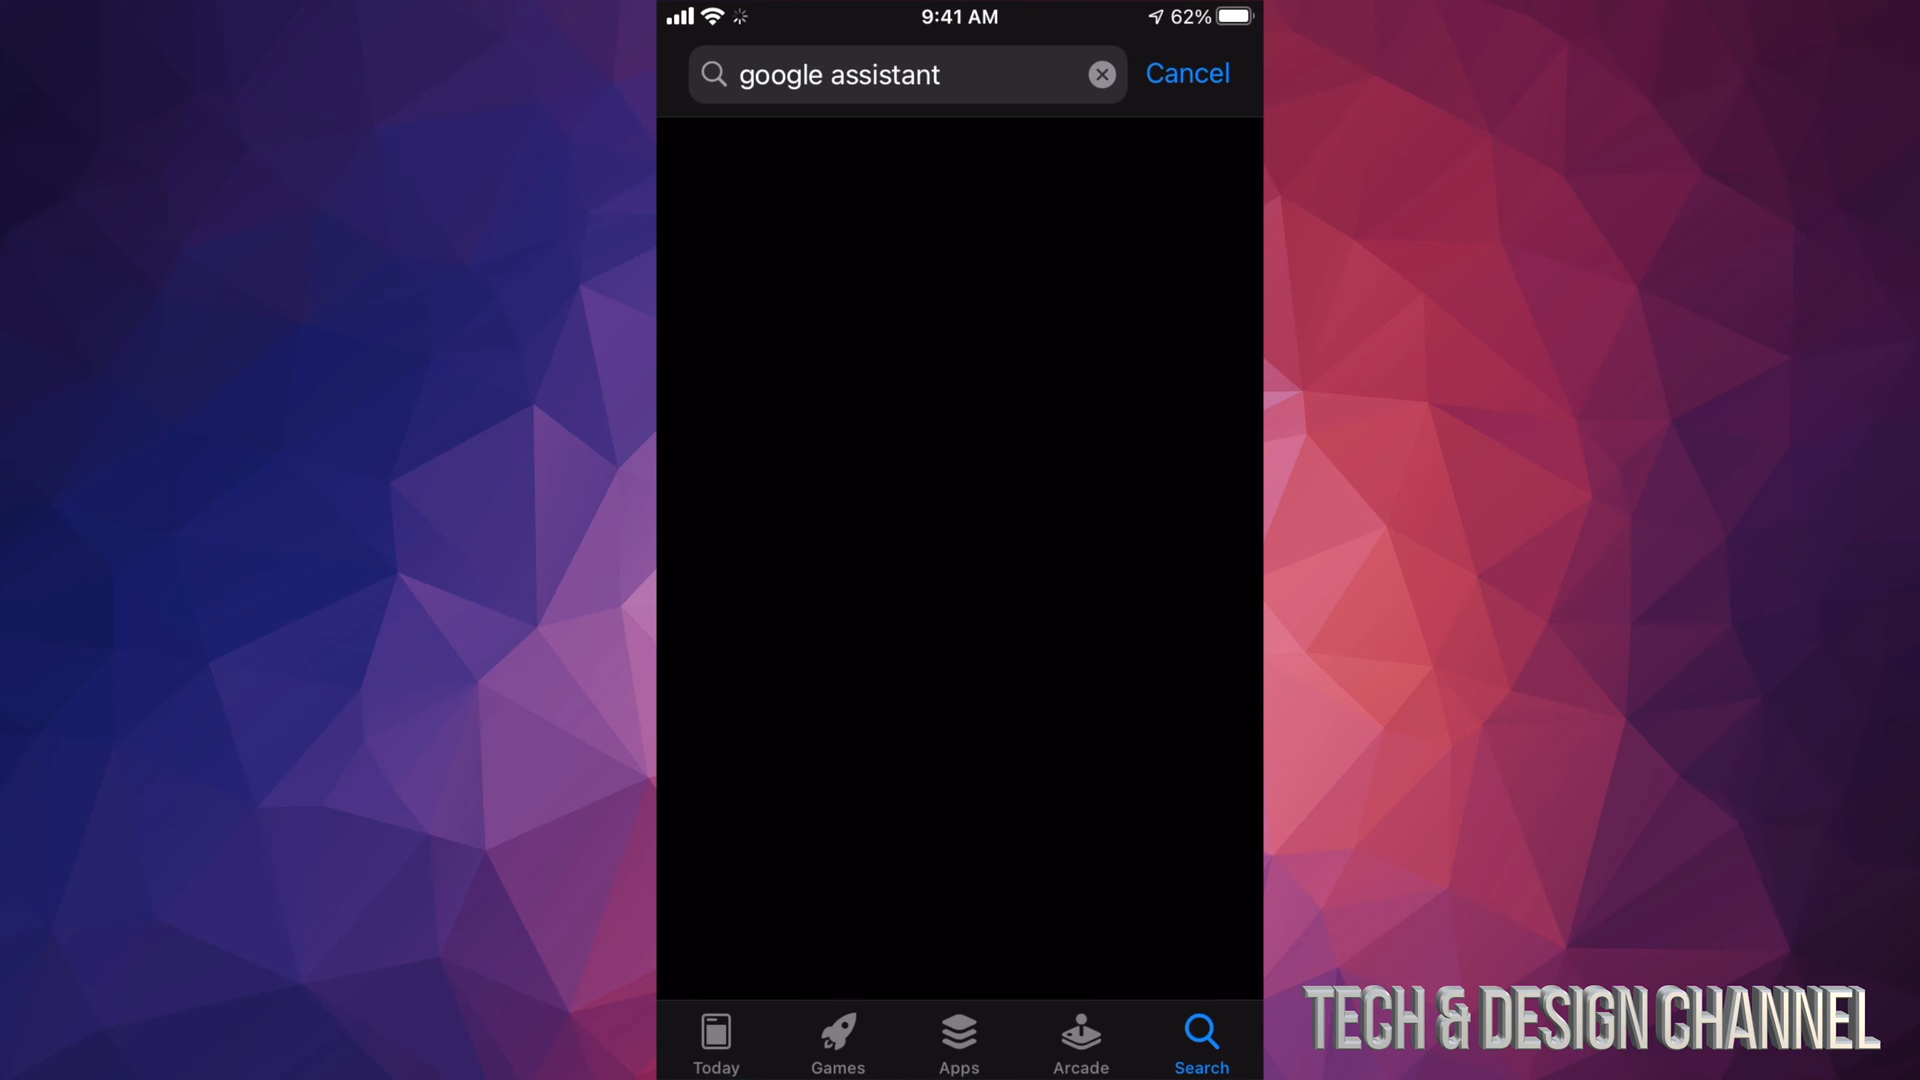 9:41 AM
62%
google assistant
Cancel
Today
Games
Apps
Arcade
Search
TECH & DESIGN CHANNEL